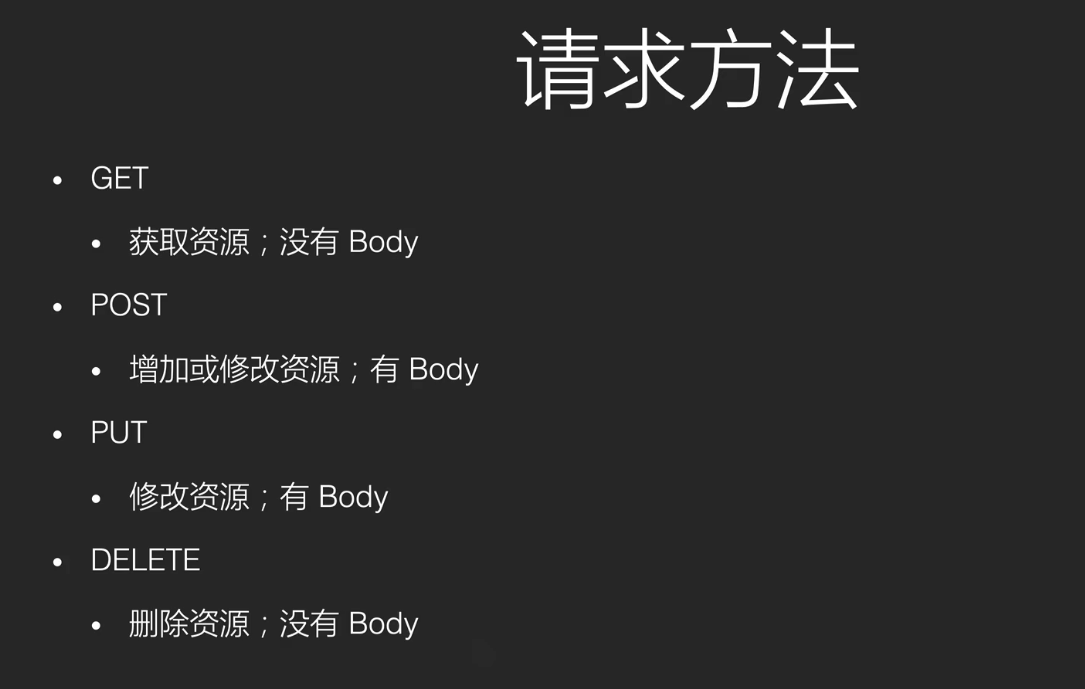 请求方法
• GET
• 获取资源；没有 Body
• POST
• 增加或修改资源；有 Body
• PUT
• 修改资源；有 Body
• DELETE
• 删除资源；没有 Body